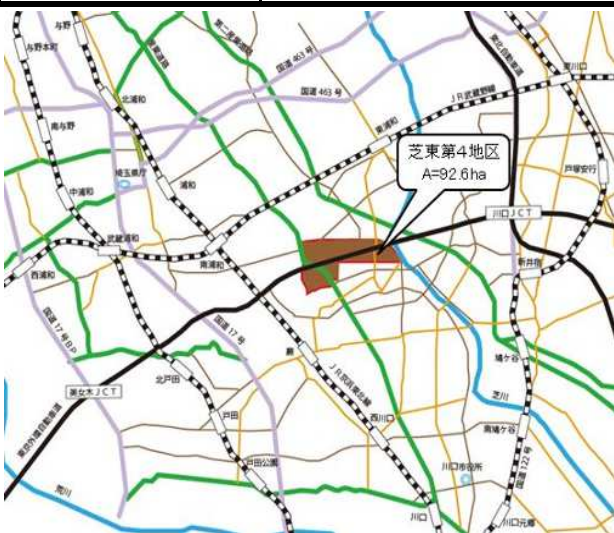 与野
与野本町
北浦和
南与野
埼玉県庁
中浦和
浦和
武蔵浦和
西浦和
南浦和
東浦和
東川口
JR武蔵野線
国道463号
国道463号
東北自動車道
芝東第4地区
A=92.6ha
戸塚安行
川口JCT
新井宿
鳩ヶ谷
芝川
南鳩ヶ谷
国道122号
国道17号B.P
国道17号
蕨
JR京浜東北線
北戸田
美女木JCT
東京外環自動車道
戸田
西川口
戸田公園
川口市役所
荒川
川口
川口元郷